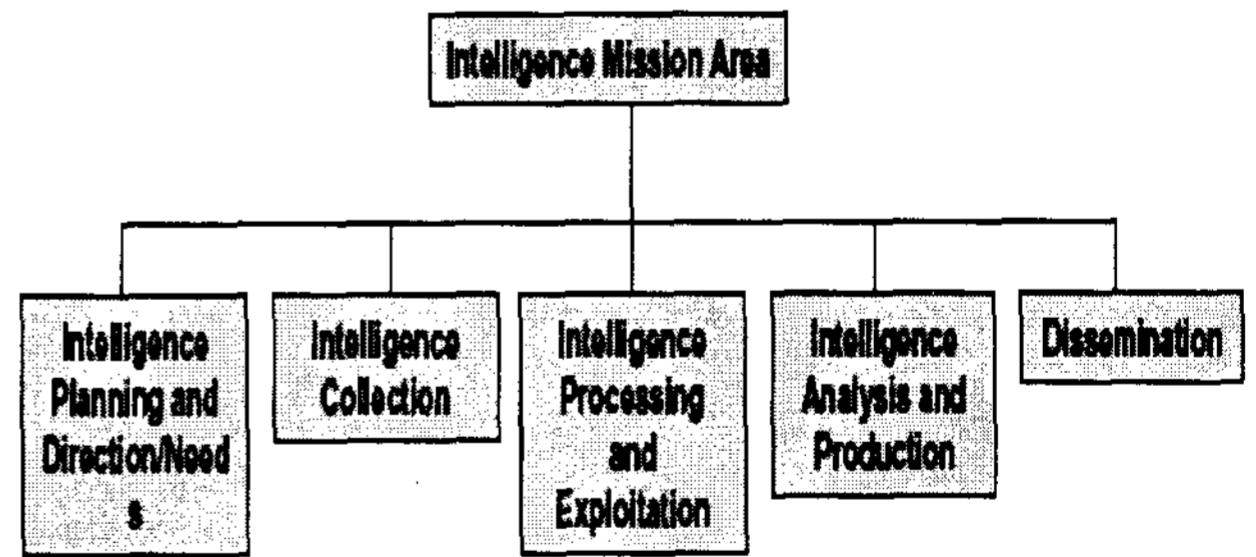 Intelligence Mission Area
Intelligence
Planning and
Direction/Need
s
Intelligence
Collection
Intelligence
Processing
and
Exploitation
Intelligence
Analysis and
Production
Dissemination